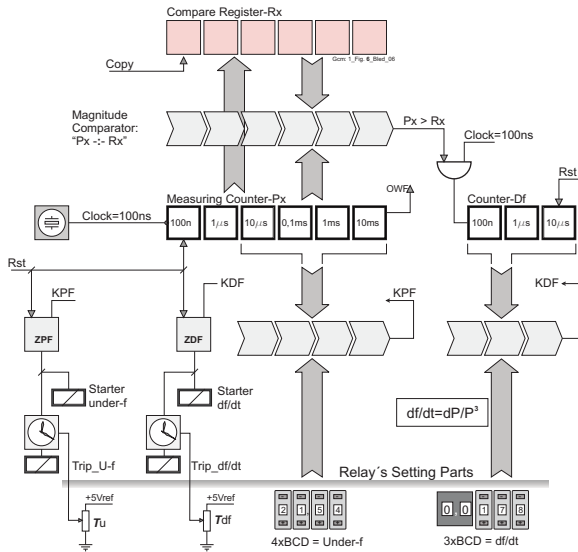 Compare Register-Rx
Gcm: 1_Fig. 6_Bled_08
Copy
Magnitude
Comparator:
"Px -:- Rx"
Px > Rx
Clock=100ns
Rst
Measuring Counter-Px
OWF
Counter-Df
Clock=100ns
100n 1µs 10µs 0,1ms 1ms 10ms
100n 1µs 10µs
Rst
KPF
KDF
KPF
KDF
ZPF
ZDF
Starter
under-f
Starter
df/dt
df/dt=dP/P³
Trip_U-f
Trip_df/dt
Relay´s Setting Parts
+5Vref
+5Vref
Tu
Tdf
2 1 5 4
0.0 1 7 8
4xBCD = Under-f
3xBCD = df/dt